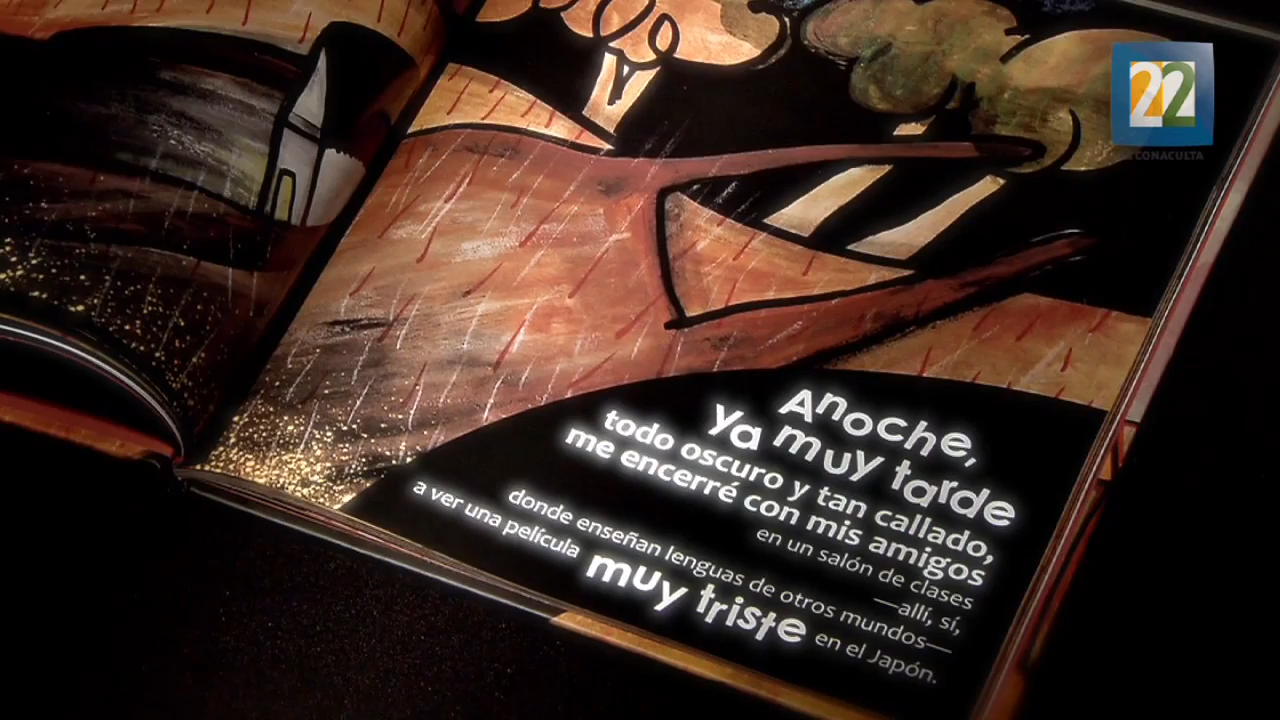 22
CONACULTA
Anoche,
Ya muy tarde
todo oscuro y tan callado,
me encerré con mis amigos
en un salón de clases
—allí, sí,
donde enseñan lenguas de otros mundos—
a ver una película muy triste en el Japón.